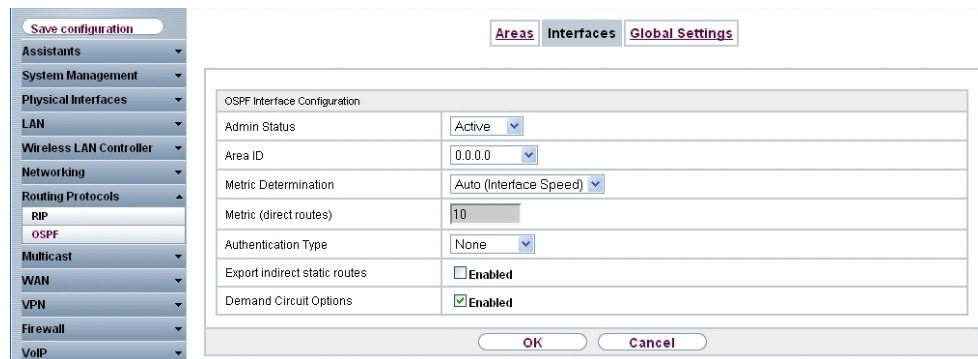 Save configuration
Assistants
System Management
Physical Interfaces
LAN
Wireless LAN Controller
Networking
Routing Protocols
RIP
OSPF
Multicast
WAN
VPN
Firewall
VoIP
Areas Interfaces Global Settings
OSPF Interface Configuration
Admin Status Active
Area ID 0.0.0.0
Metric Determination Auto (Interface Speed)
Metric (direct routes) 10
Authentication Type None
Export indirect static routes Enabled
Demand Circuit Options Enabled
OK Cancel